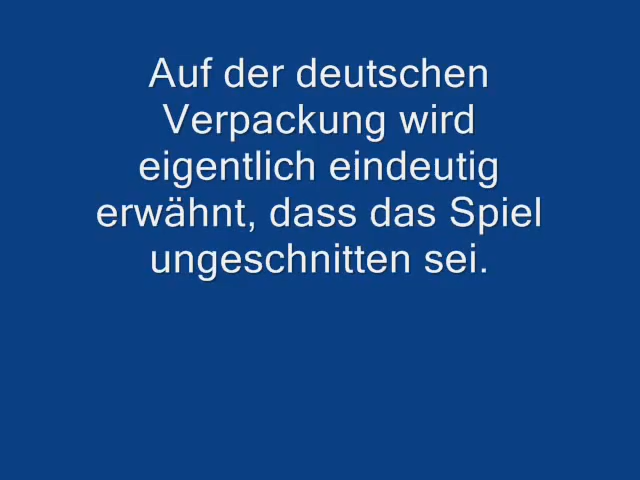 Auf der deutschen
Verpackung wird
eigentlich eindeutig
erwähnt, dass das Spiel
ungeschnitten sei.